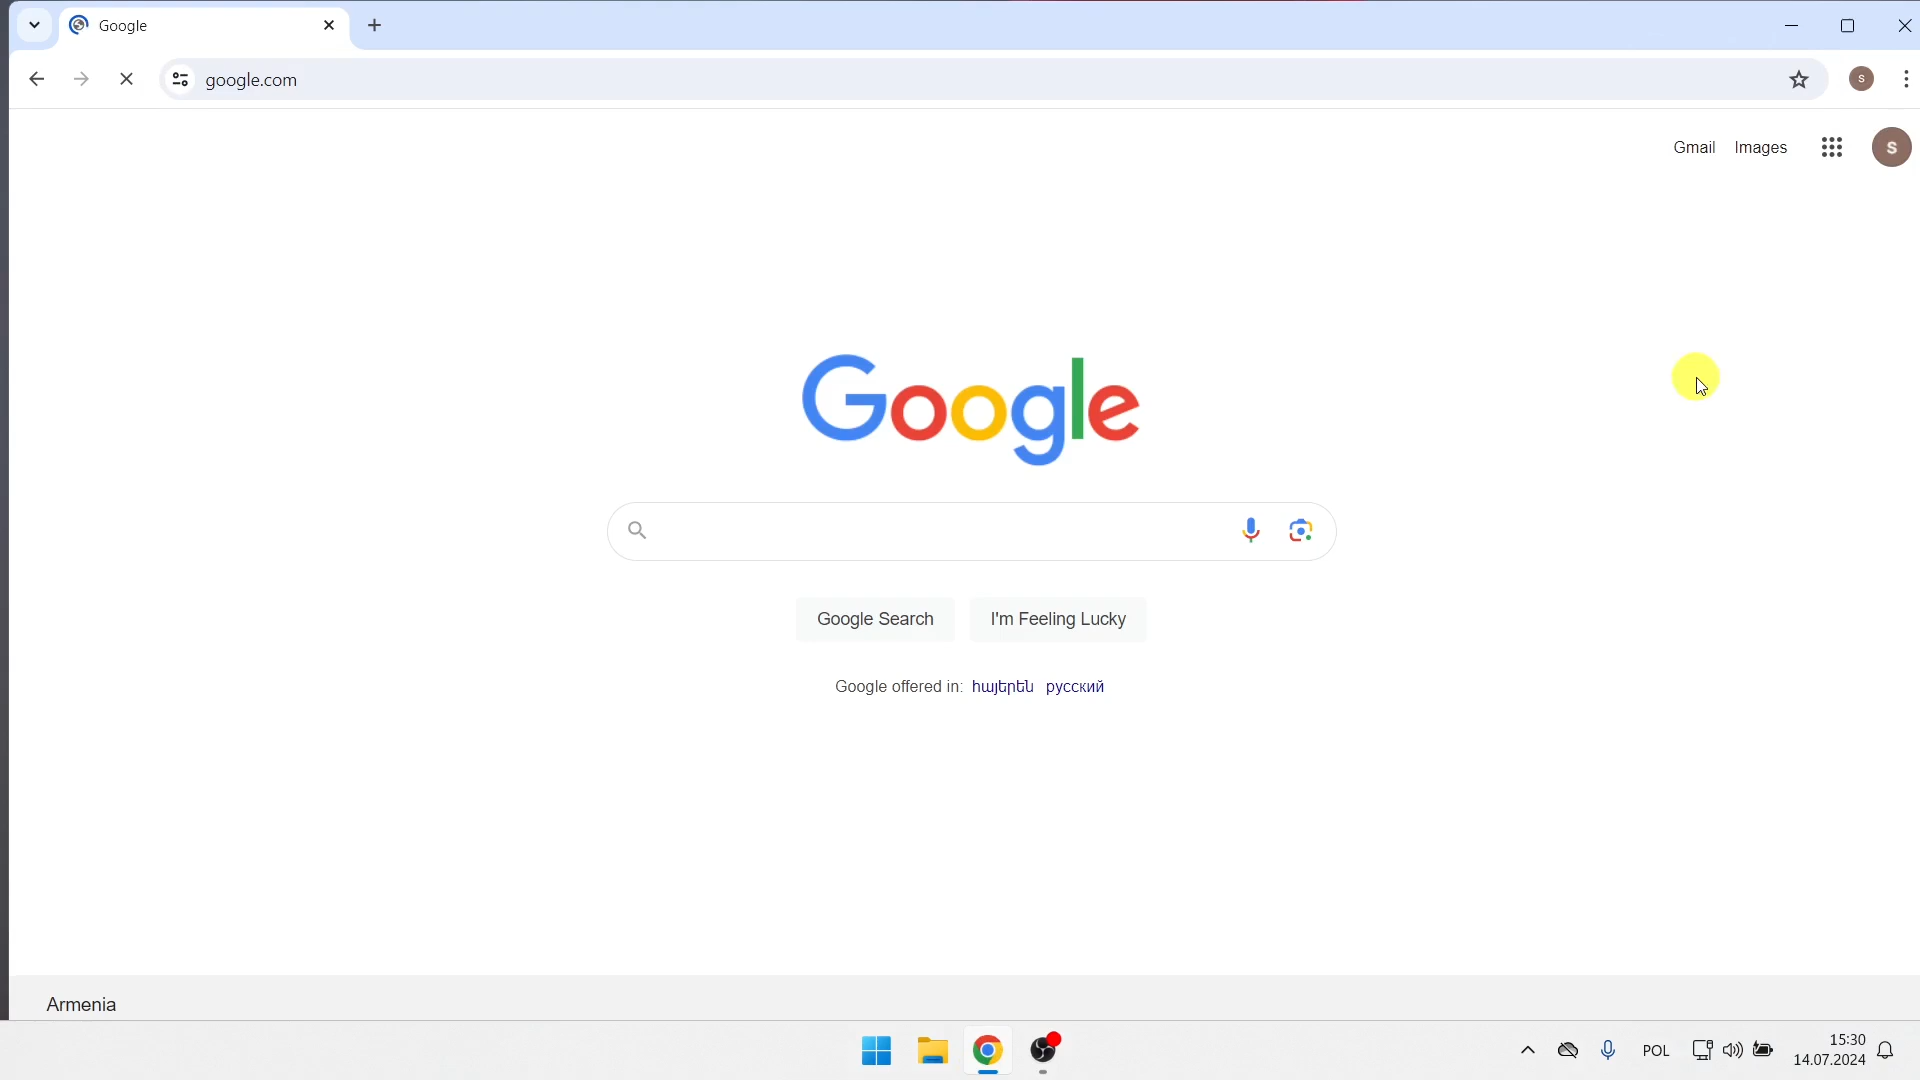 Google
google.com
S
Gmail Images
S
Google
Google Search I'm Feeling Lucky
Google offered in: հայերեն русский
Armenia
POL
15:30
14.07.2024